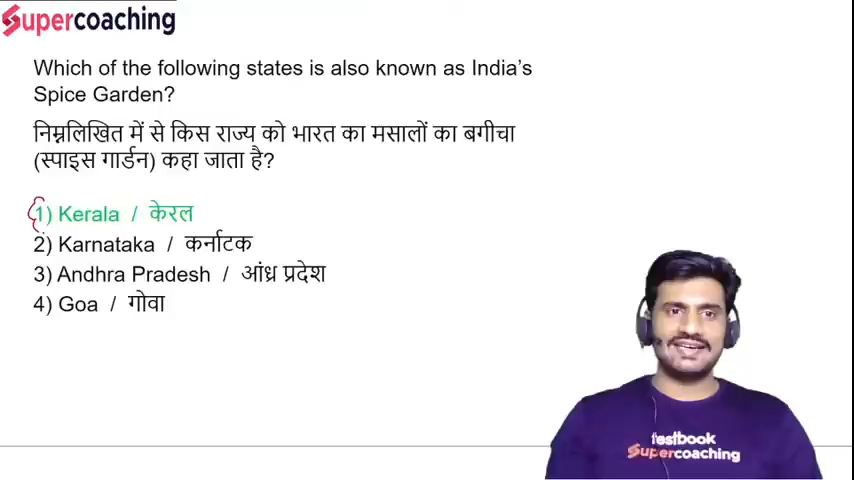 Supercoaching
Which of the following states is also known as India's
Spice Garden?
निम्नलिखित में से किस राज्य को भारत का मसालों का बगीचा
(स्पाइस गार्डन) कहा जाता है?
1) Kerala / केरल
2) Karnataka / कर्नाटक
3) Andhra Pradesh / आंध्र प्रदेश
4) Goa / गोवा
testbook
Supercoaching